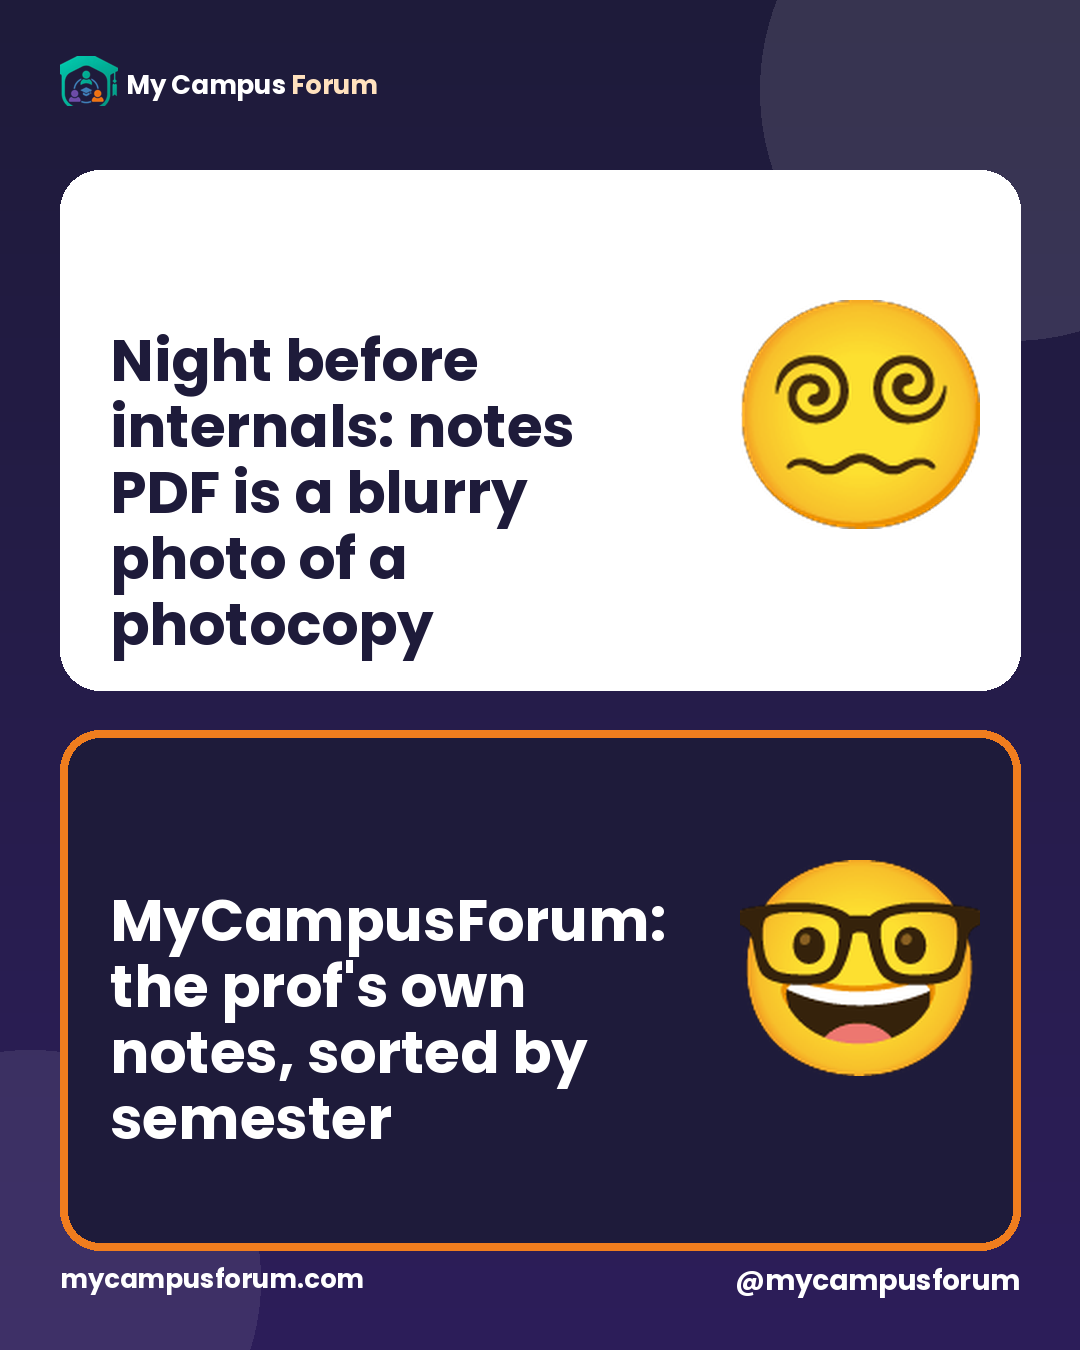 My Campus Forum
Night before
internals: notes
PDF is a blurry
photo of a
photocopy
MyCampusForum:
the prof's own
notes, sorted by
semester
mycampusforum.com
@mycampusforum